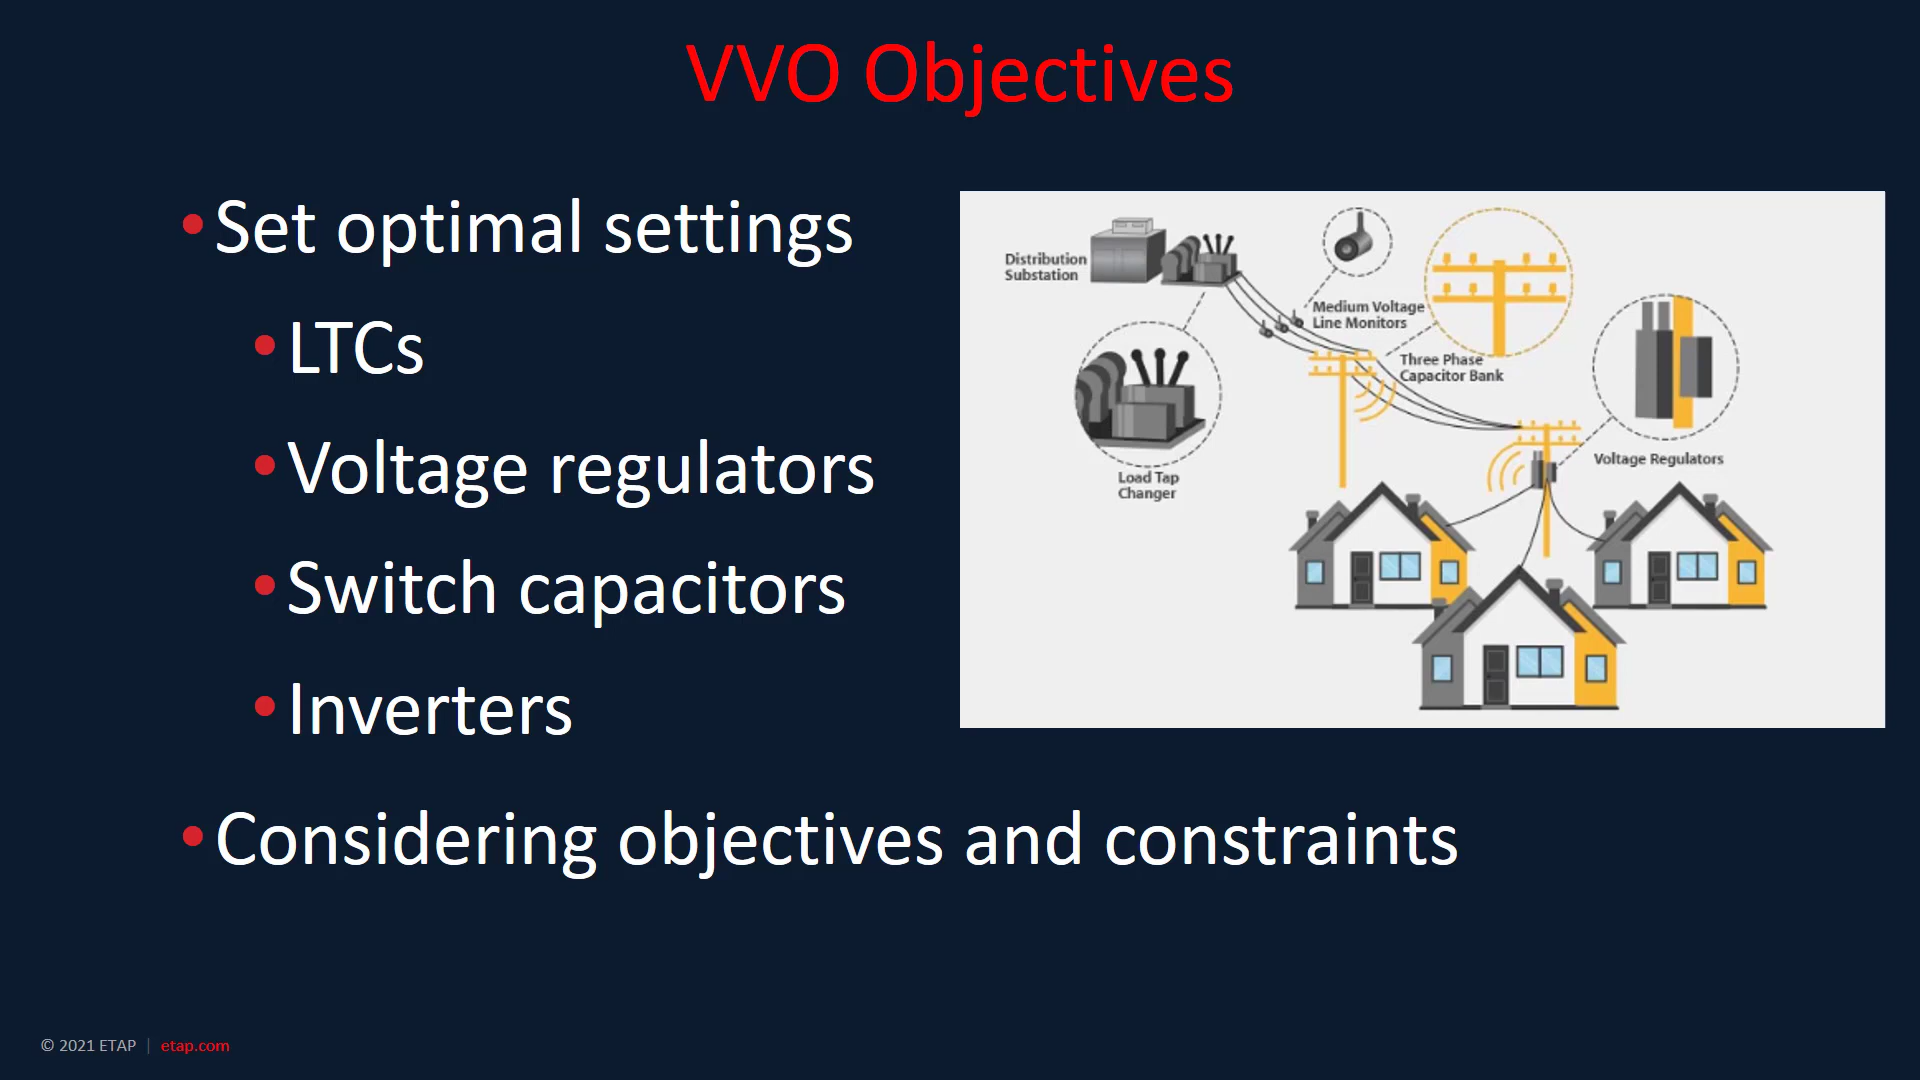 VVO Objectives
• Set optimal settings
• LTCs
• Voltage regulators
• Switch capacitors
• Inverters
• Considering objectives and constraints
Distribution
Substation
Medium Voltage
Line Monitors
Three Phase
Capacitor Bank
Voltage Regulators
Load Tap
Changer
© 2021 ETAP | etap.com